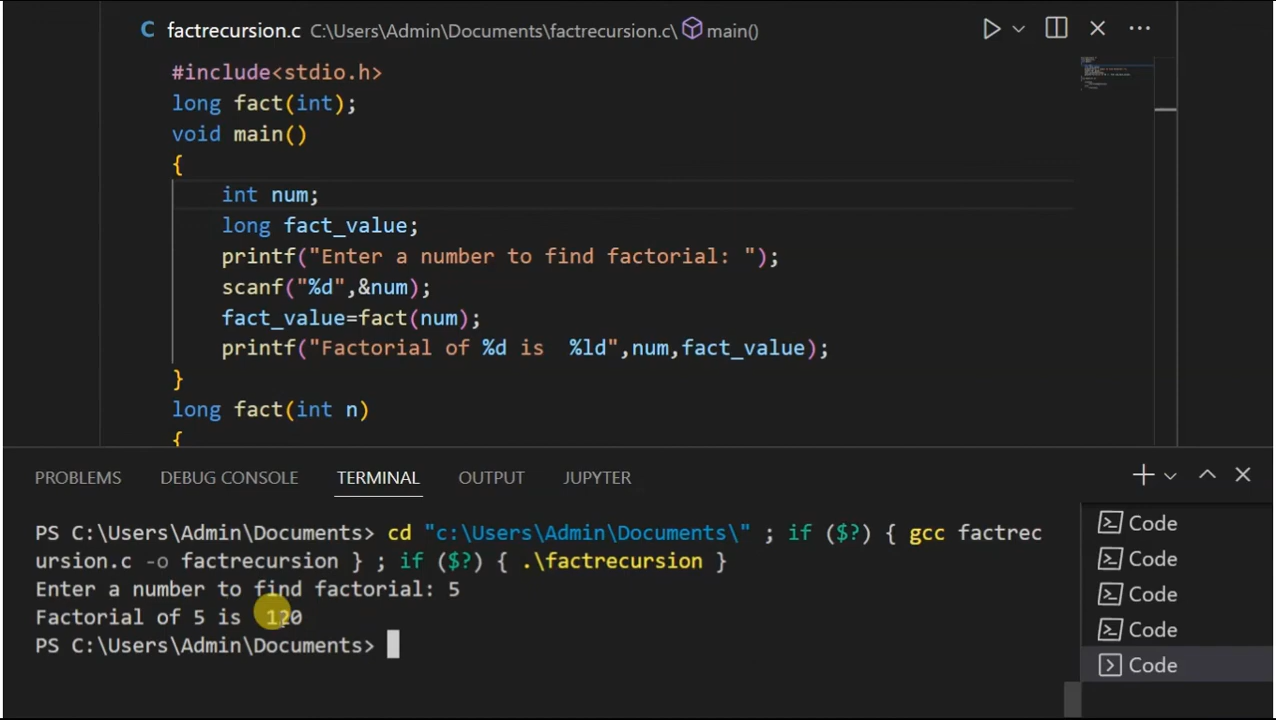 C factrecursion.c C:\Users\Admin\Documents\factrecursion.c\ main()
#include<stdio.h>
long fact(int);
void main()
{
int num;
long fact_value;
printf("Enter a number to find factorial: ");
scanf("%d",&num);
fact_value=fact(num);
printf("Factorial of %d is  %ld",num,fact_value);
}
long fact(int n)
{
PROBLEMS DEBUG CONSOLE TERMINAL OUTPUT JUPYTER
PS C:\Users\Admin\Documents> cd "c:\Users\Admin\Documents\" ; if ($?) { gcc factrec
ursion.c -o factrecursion } ; if ($?) { .\factrecursion }
Enter a number to find factorial: 5
Factorial of 5 is  120
PS C:\Users\Admin\Documents>
Code
Code
Code
Code
Code